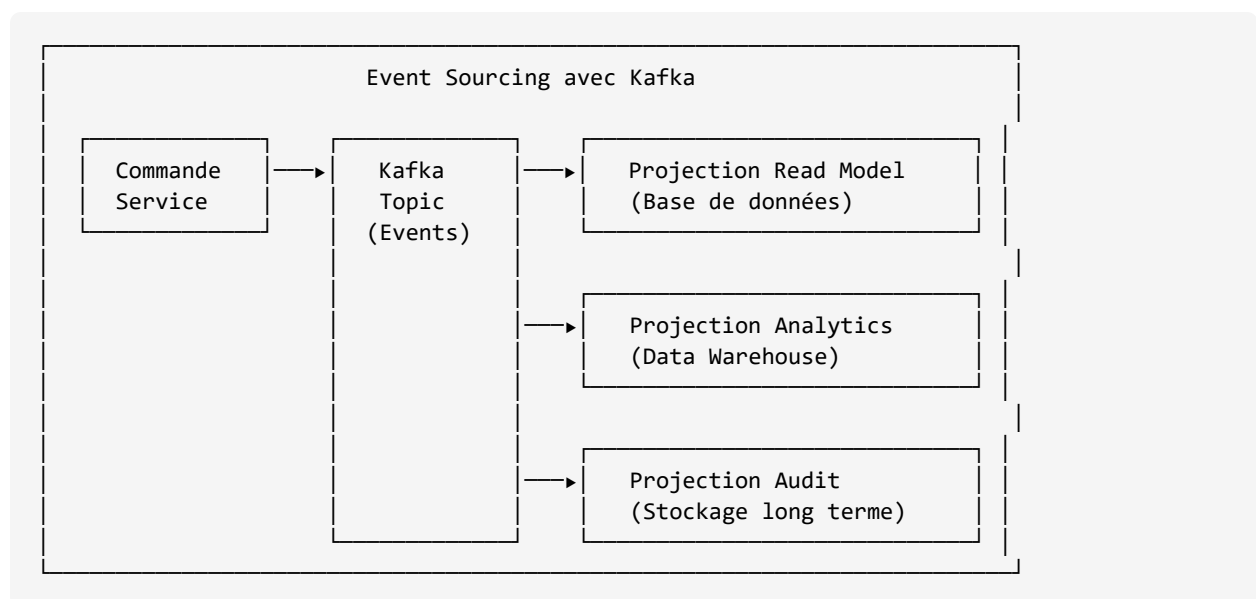 Event Sourcing avec Kafka
Commande Kafka Projection Read Model
Service Topic (Base de données)
(Events)
Projection Analytics
(Data Warehouse)
Projection Audit
(Stockage long terme)